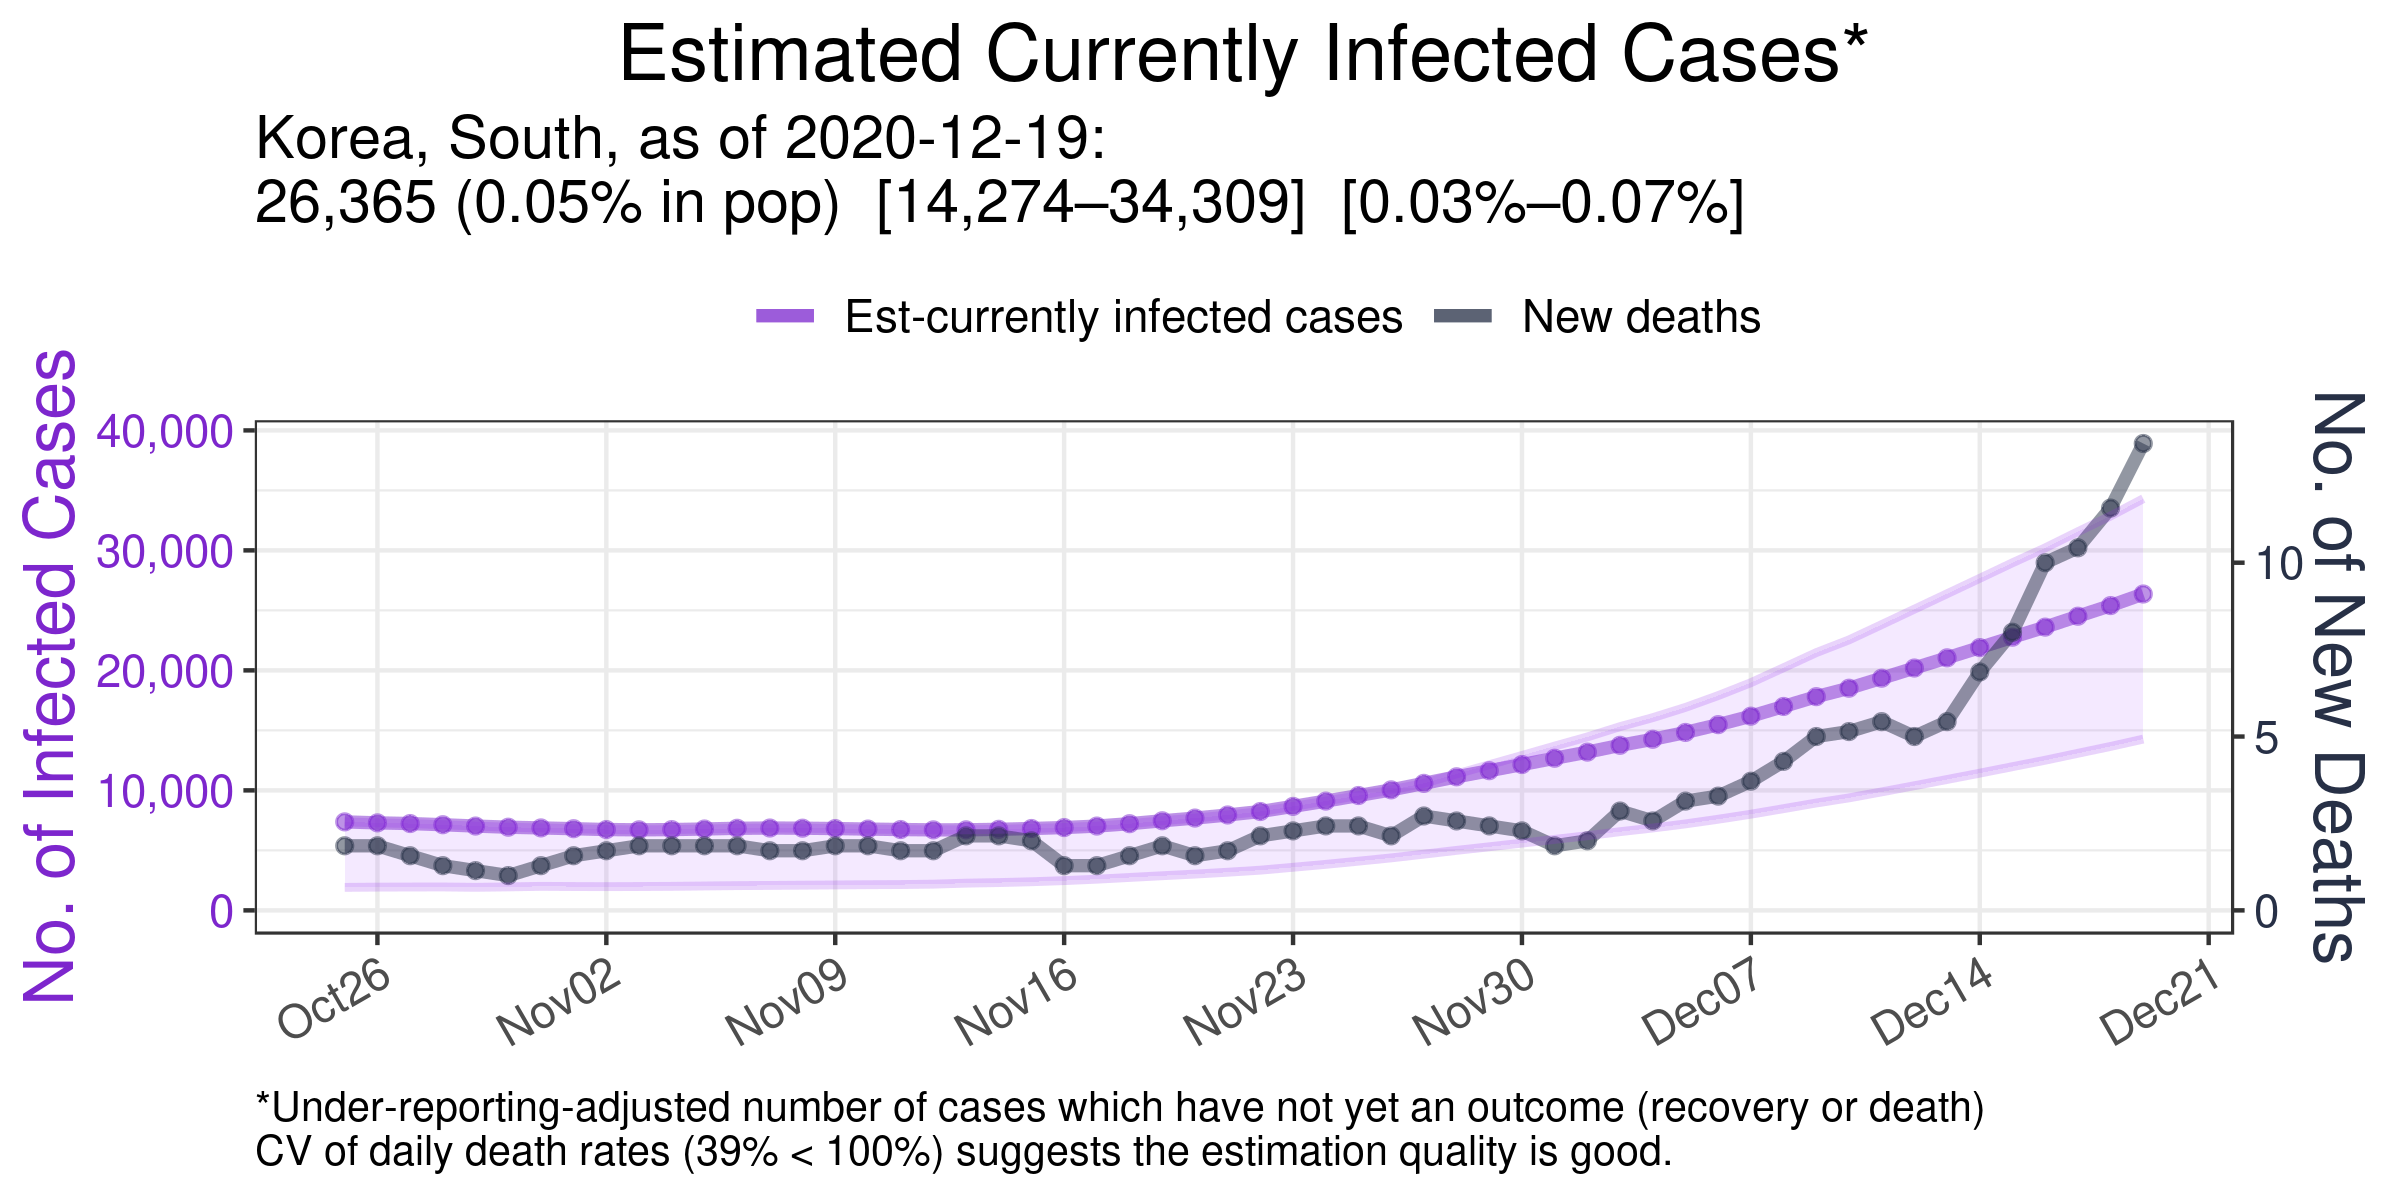 Estimated Currently Infected Cases*
Korea, South, as of 2020-12-19:
26,365 (0.05% in pop)  [14,274–34,309]  [0.03%–0.07%]
Est-currently infected cases
New deaths
No. of Infected Cases
40,000
30,000
20,000
10,000
0
No. of New Deaths
10
5
0
Oct26
Nov02
Nov09
Nov16
Nov23
Nov30
Dec07
Dec14
Dec21
*Under-reporting-adjusted number of cases which have not yet an outcome (recovery or death)
CV of daily death rates (39% < 100%) suggests the estimation quality is good.